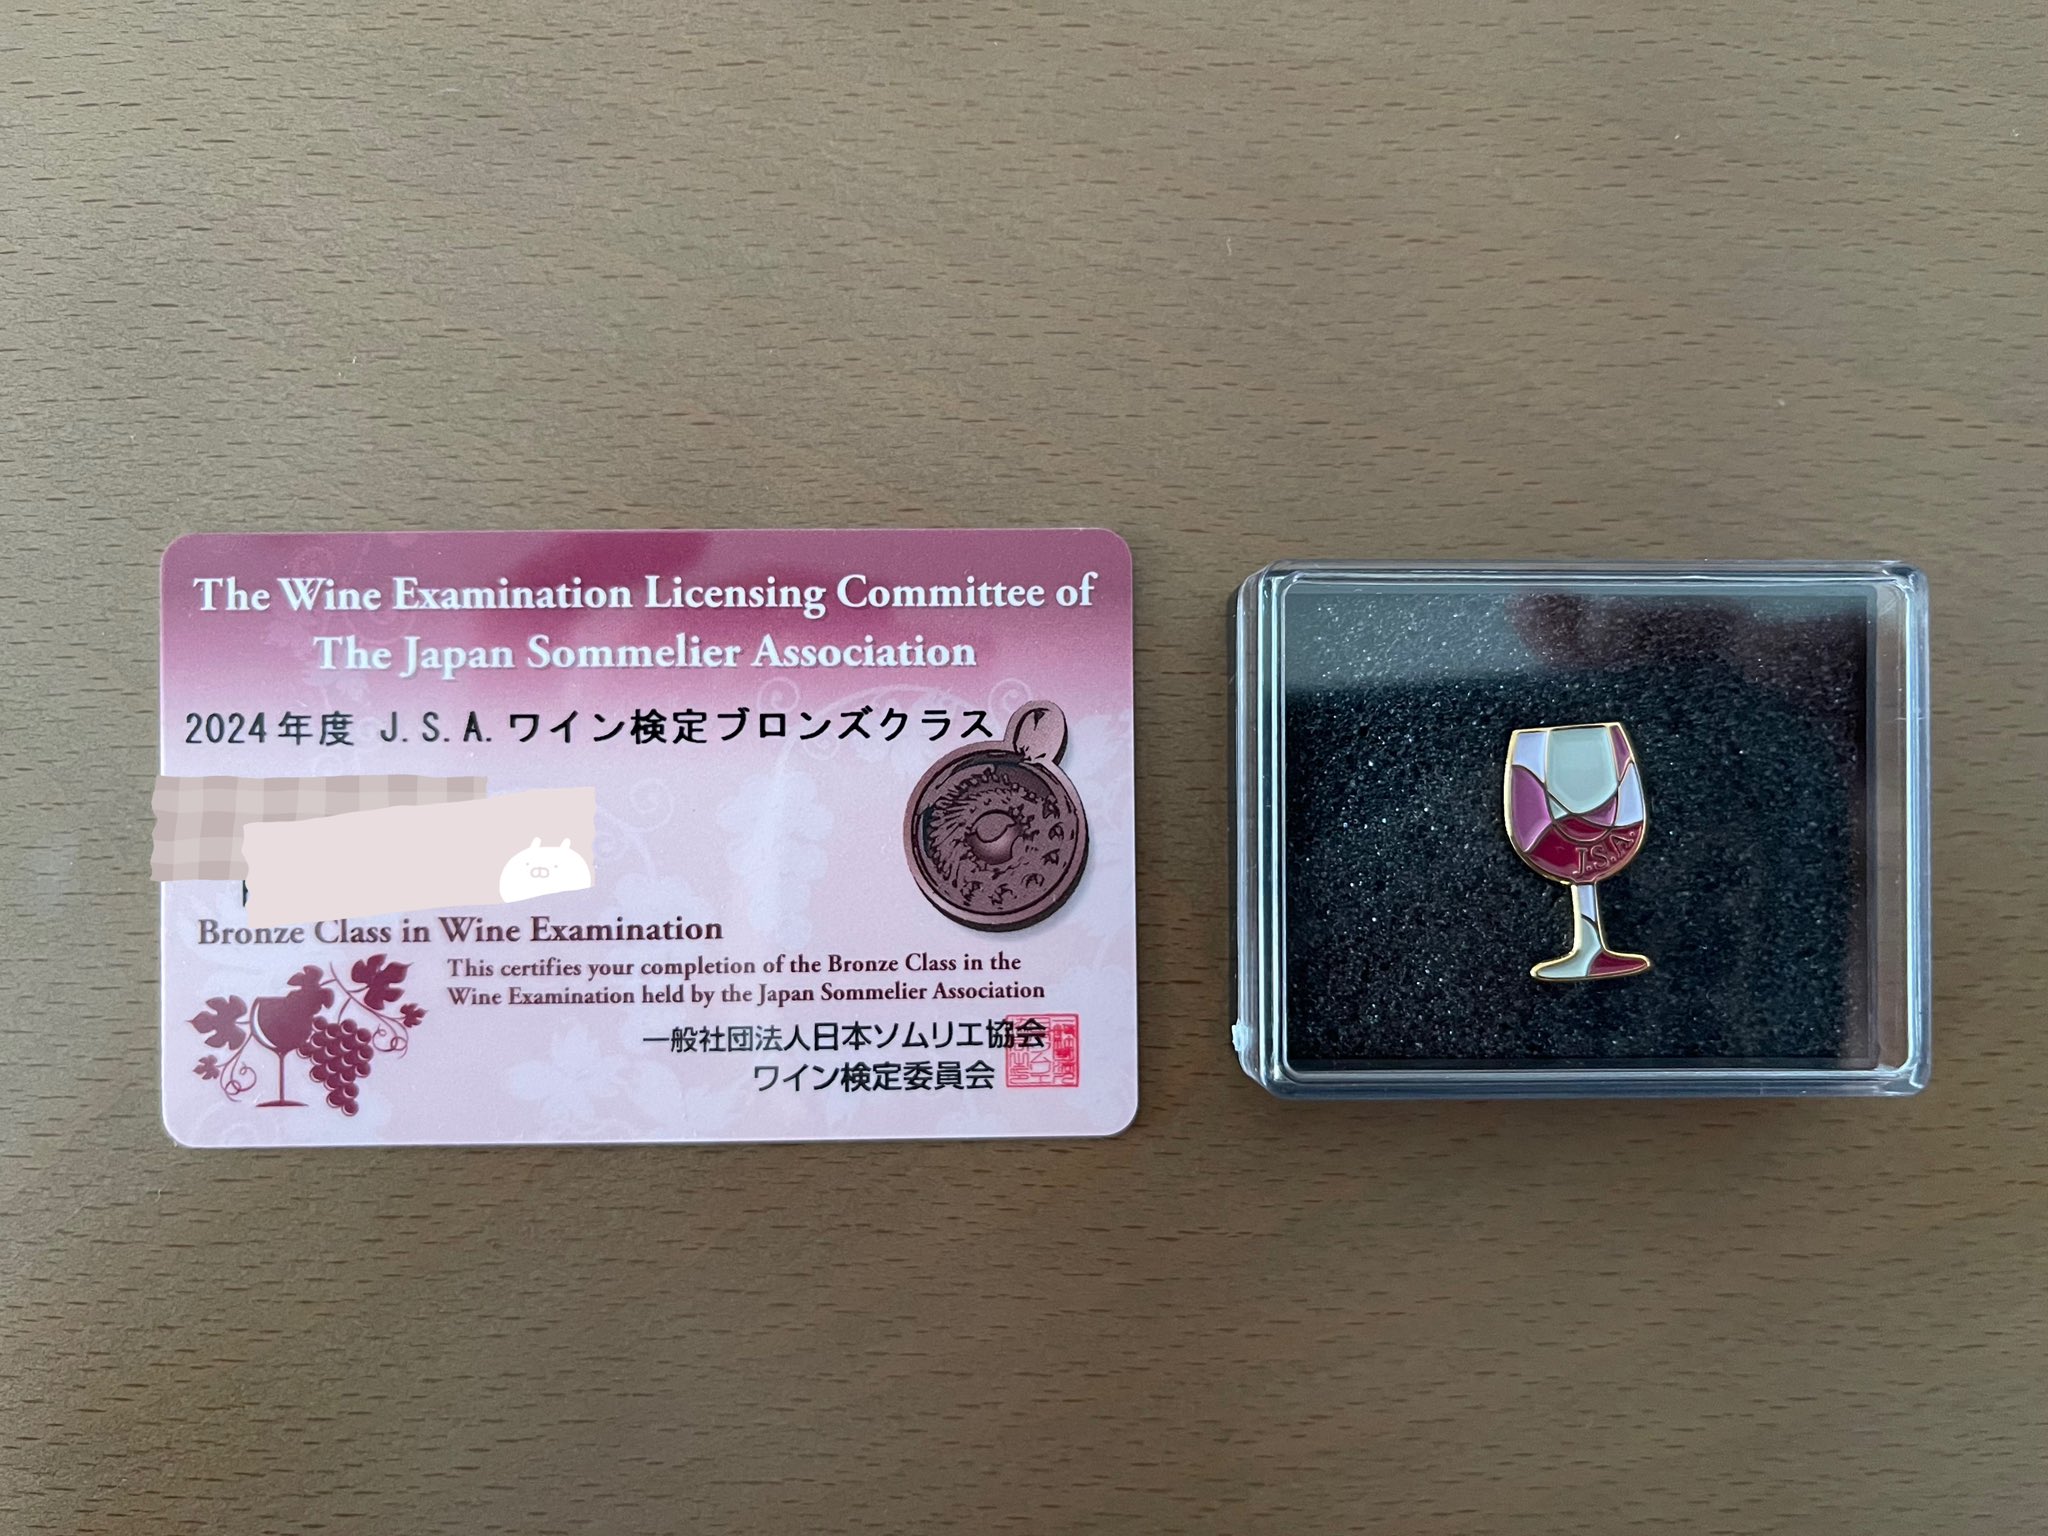 The Wine Examination Licensing Committee of
The Japan Sommelier Association
2024年度 J.S.A.ワイン検定ブロンズクラス
Bronze Class in Wine Examination
This certifies your completion of the Bronze Class in the
Wine Examination held by the Japan Sommelier Association
一般社団法人日本ソムリエ協会
ワイン検定委員会
J.S.A.